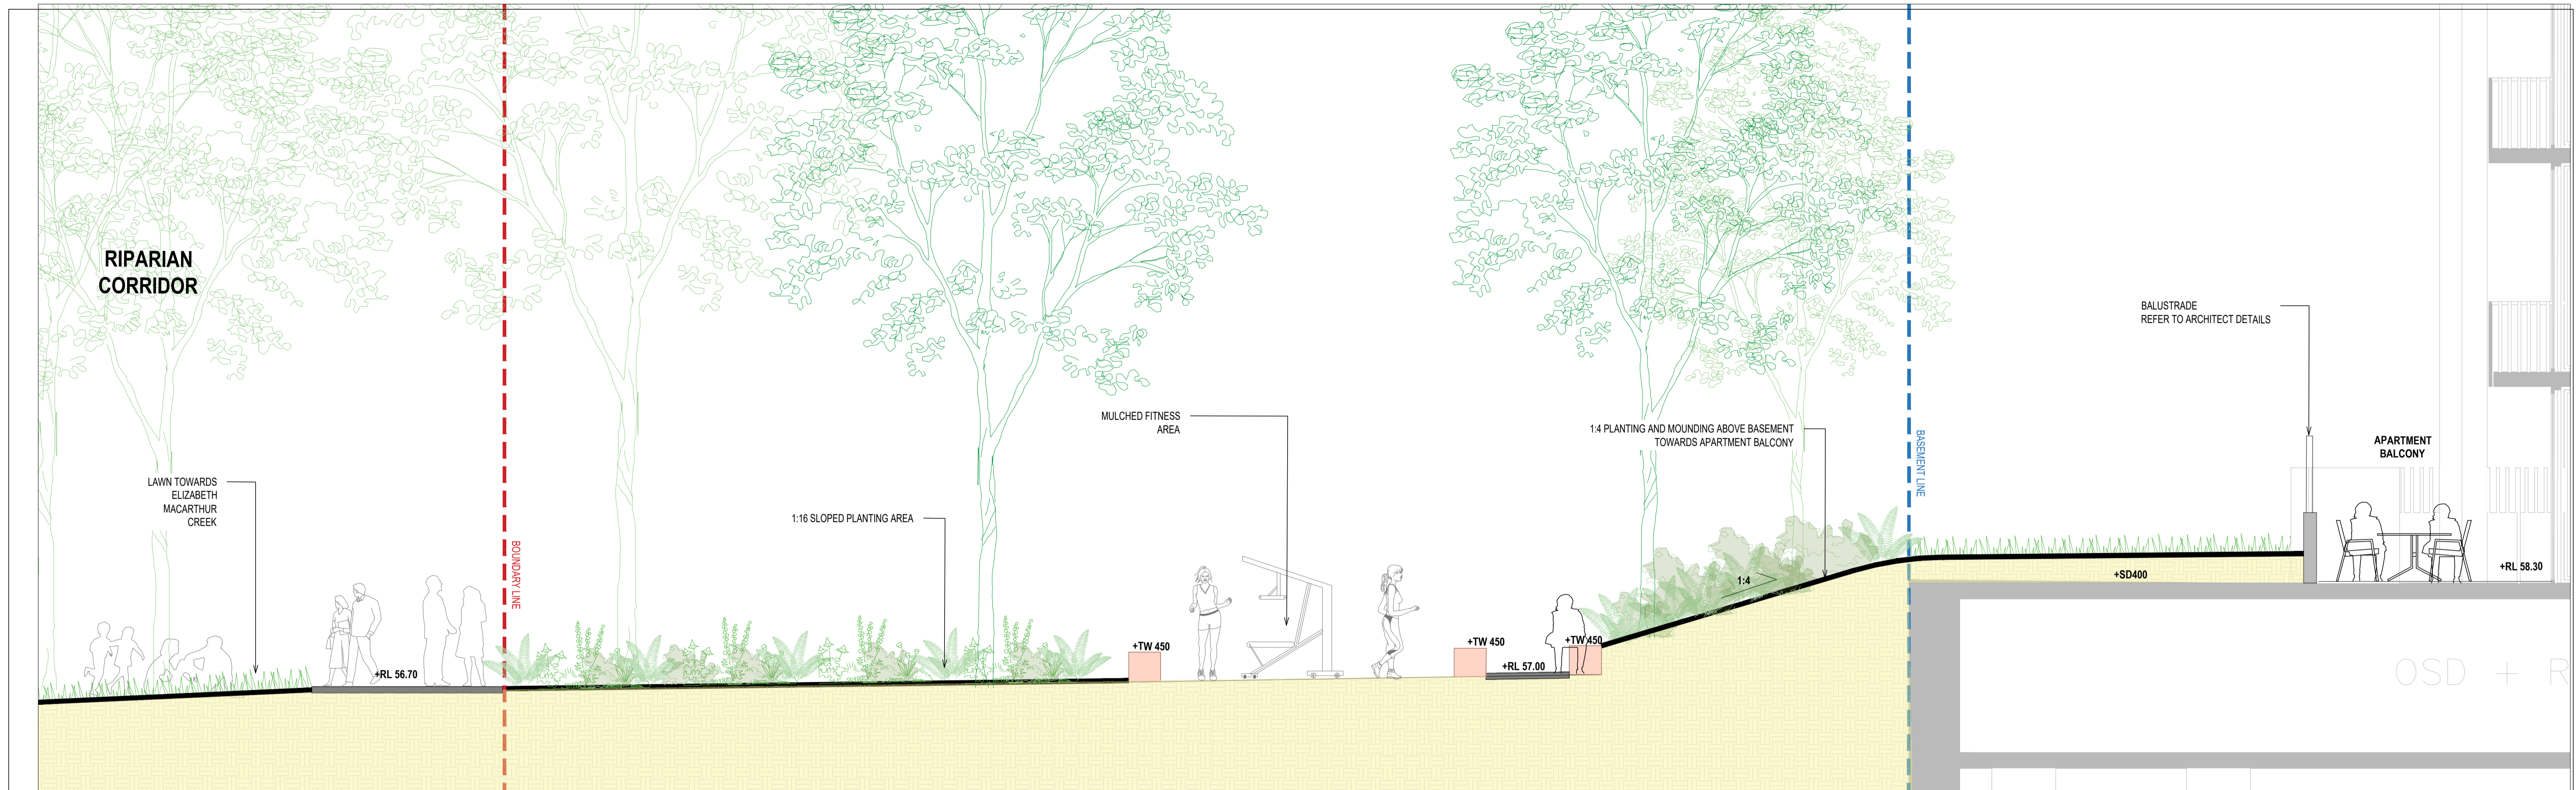 RIPARIAN
CORRIDOR
LAWN TOWARDS
ELIZABETH
MACARTHUR
CREEK
+RL 56.70
BOUNDARY LINE
1:16 SLOPED PLANTING AREA
MULCHED FITNESS
AREA
+TW 450
+TW 450
+RL 57.00
+TW 450
1:4 PLANTING AND MOUNDING ABOVE BASEMENT
TOWARDS APARTMENT BALCONY
1:4
BASEMENT LINE
BALUSTRADE
REFER TO ARCHITECT DETAILS
APARTMENT
BALCONY
+SD400
+RL 58.30
OSD + R